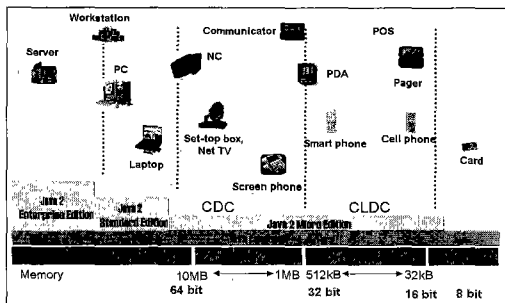 Workstation
Communicator
POS
Server
PC
NC
PDA
Pager
Laptop
Set-top box,
Net TV
Screen phone
Smart phone
Cell phone
Card
Java 2
Enterprise Edition
Java 2
Standard Edition
CDC
CLDC
Java 2 Micro Edition
Memory
10MB
1MB
512kB
32kB
64 bit
32 bit
16 bit
8 bit